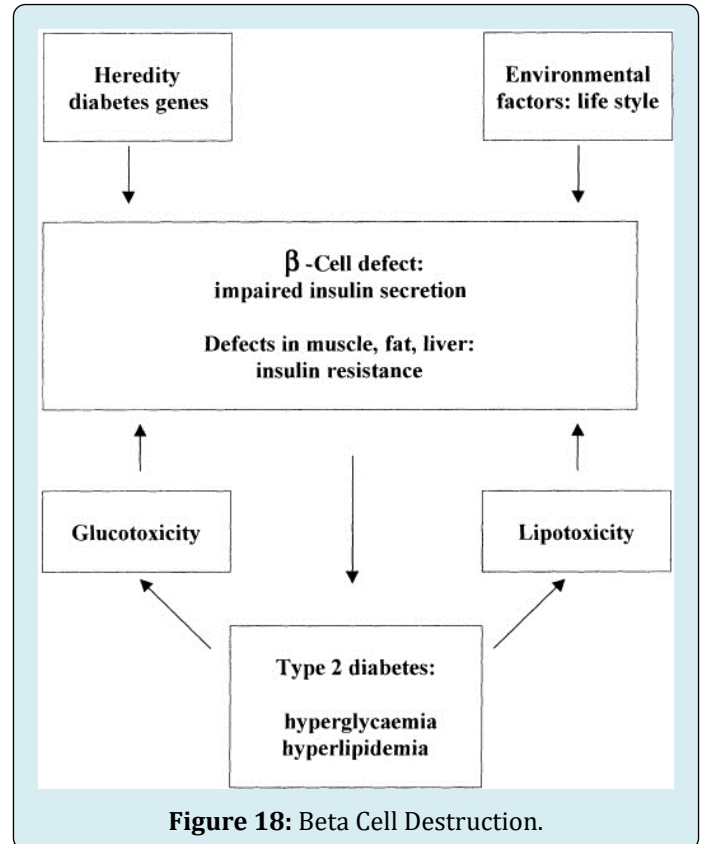 Heredity
diabetes genes
Environmental
factors: life style
β -Cell defect:
impaired insulin secretion
Defects in muscle, fat, liver:
insulin resistance
Glucotoxicity
Lipotoxicity
Type 2 diabetes:
hyperglycaemia
hyperlipidemia
Figure 18: Beta Cell Destruction.